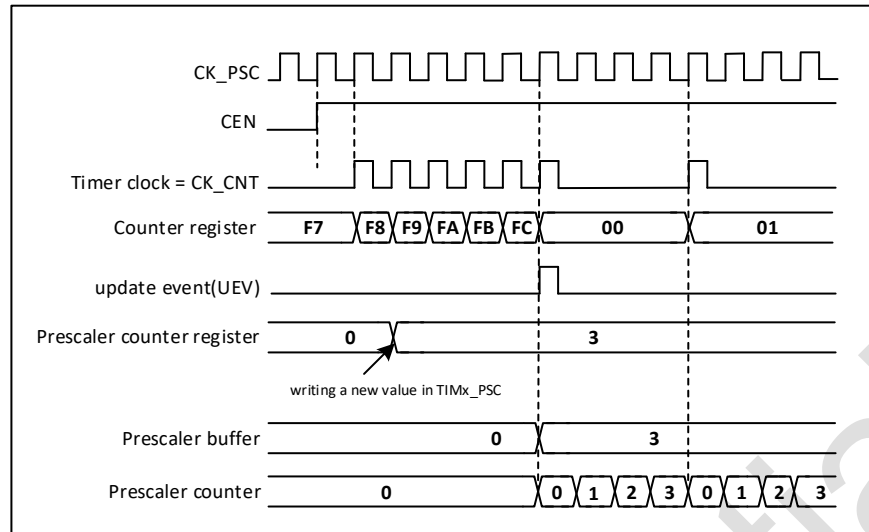 CK_PSC
CEN
Timer clock = CK_CNT
Counter register F7 F8 F9 FA FB FC 00 01
update event(UEV)
Prescaler counter register 0 3
writing a new value in TIMx_PSC
Prescaler buffer 0 3
Prescaler counter 0 0 1 2 3 0 1 2 3